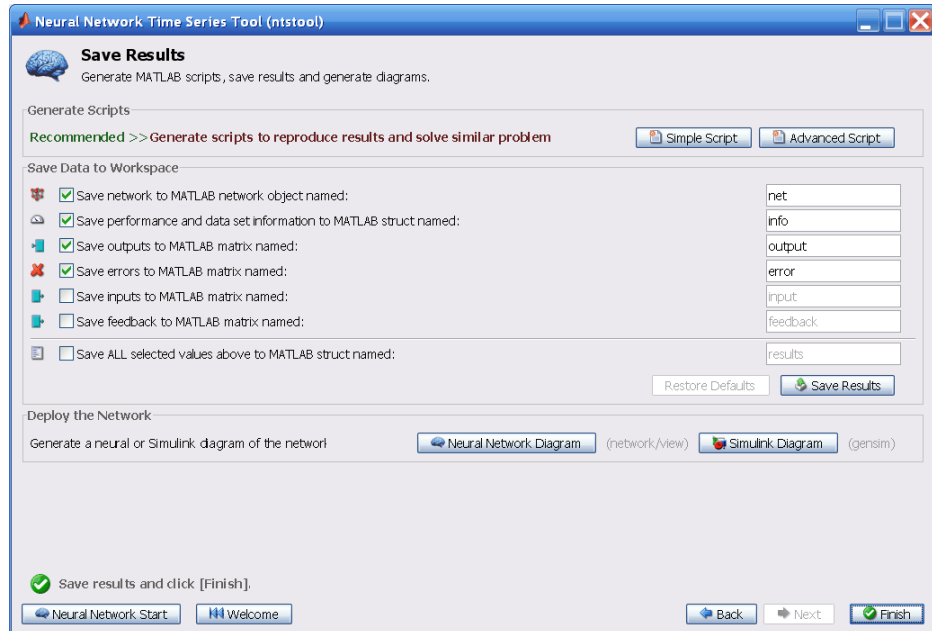 Neural Network Time Series Tool (ntstool)
Save Results
Generate MATLAB scripts, save results and generate diagrams.
Generate Scripts
Recommended >> Generate scripts to reproduce results and solve similar problem
Simple Script
Advanced Script
Save Data to Workspace
Save network to MATLAB network object named: net
Save performance and data set information to MATLAB struct named: info
Save outputs to MATLAB matrix named: output
Save errors to MATLAB matrix named: error
Save inputs to MATLAB matrix named: input
Save feedback to MATLAB matrix named: feedback
Save ALL selected values above to MATLAB struct named: results
Restore Defaults
Save Results
Deploy the Network
Generate a neural or Simulink diagram of the network
Neural Network Diagram
(network/view)
Simulink Diagram
(gensim)
Save results and click [Finish].
Neural Network Start
Welcome
Back
Next
Finish